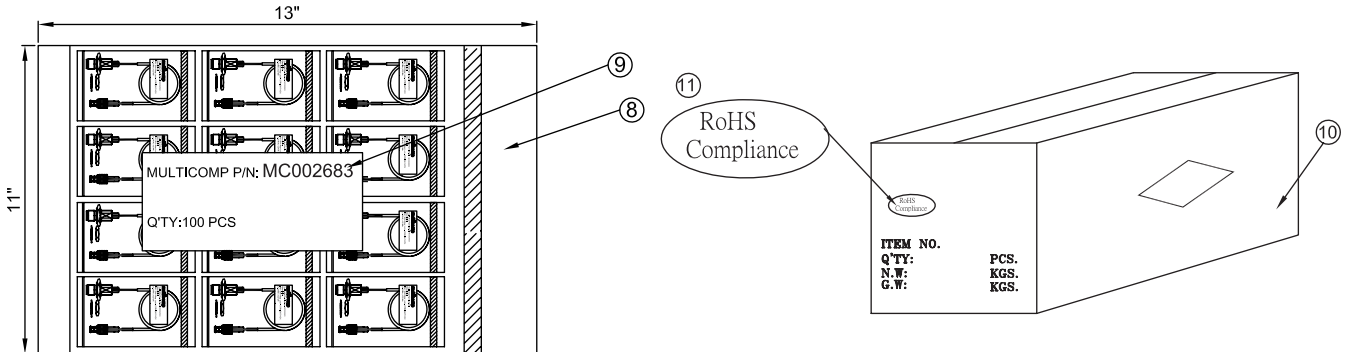 13"
11"
MULTICOMP P/N: MC002683
Q'TY:100 PCS
9
8
11
RoHS
Compliance
RoHS
Compliance
ITEM NO.
Q'TY: PCS.
N.W: KGS.
G.W: KGS.
10